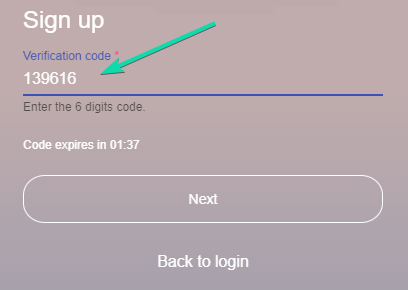 Sign up
Verification code *
139616
Enter the 6 digits code.
Code expires in 01:37
Next
Back to login